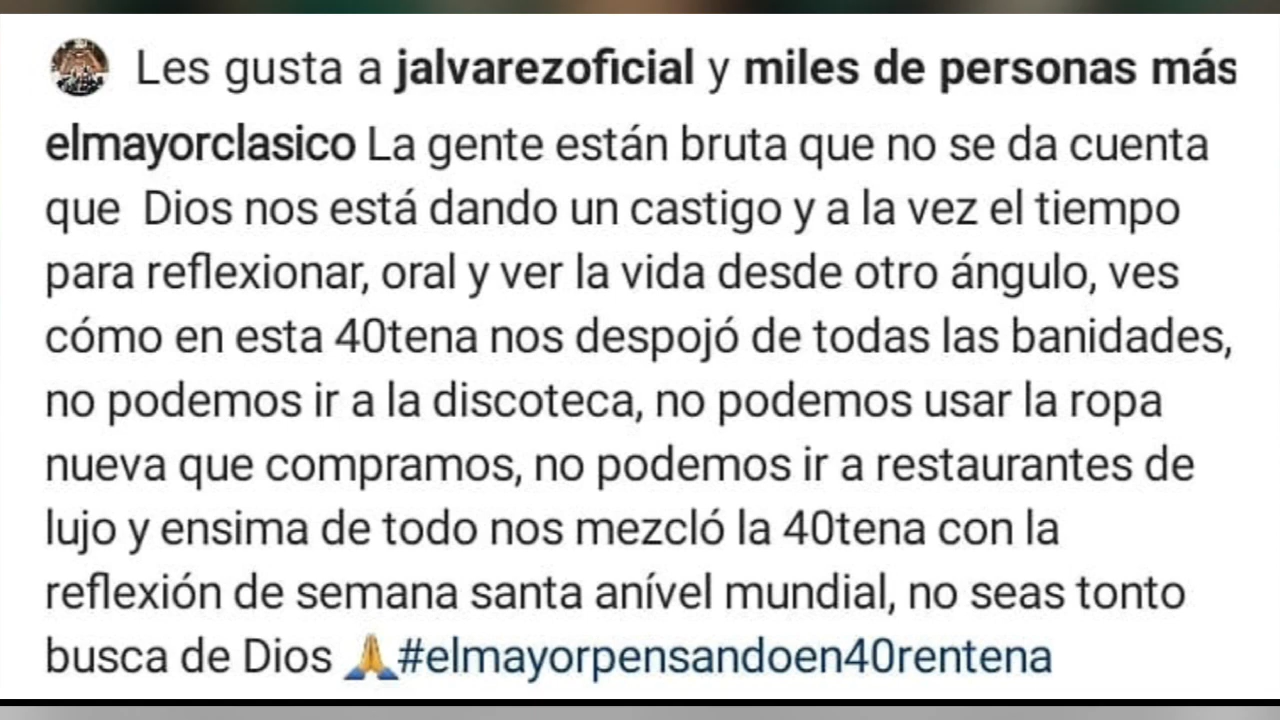 Les gusta a jalvarezoficial y miles de personas más
elmayorclasico La gente están bruta que no se da cuenta
que Dios nos está dando un castigo y a la vez el tiempo
para reflexionar, oral y ver la vida desde otro ángulo, ves
cómo en esta 40tena nos despojó de todas las banidades,
no podemos ir a la discoteca, no podemos usar la ropa
nueva que compramos, no podemos ir a restaurantes de
lujo y ensima de todo nos mezcló la 40tena con la
reflexión de semana santa anível mundial, no seas tonto
busca de Dios 🙏#elmayorpensandoen40rentena